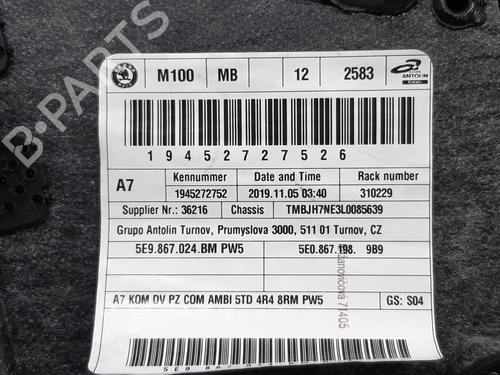 M100 MB 12 2583
ANTOLIN
19452727526
A7 Kennummer Date and Time Rack number
1945272752 2019.11.05 03:40 310229
Supplier Nr.: 36216 Chassis TMBJH7NE3L0085639
Grupo Antolin Turnov, Prumyslova 3000, 511 01 Turnov, CZ
5E9.867.024.BM PW5 5E0.867.198. 9B9
A7 KOM DV PZ COM AMBI 5TD 4R4 8RM PW5 GS: S04
71405
B-PARTS